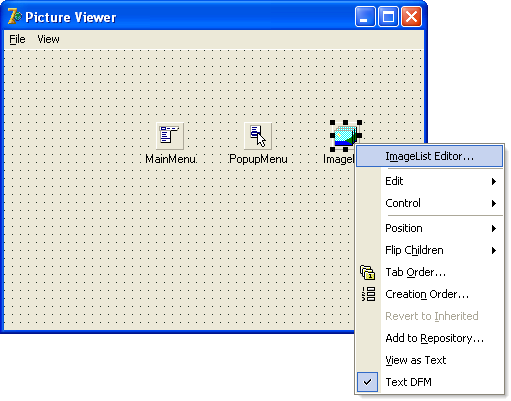 Picture Viewer
File View
MainMenu PopupMenu
ImageList Editor...
Edit
Control
Position
Flip Children
Tab Order...
Creation Order...
Revert to Inherited
Add to Repository...
View as Text
Text DFM